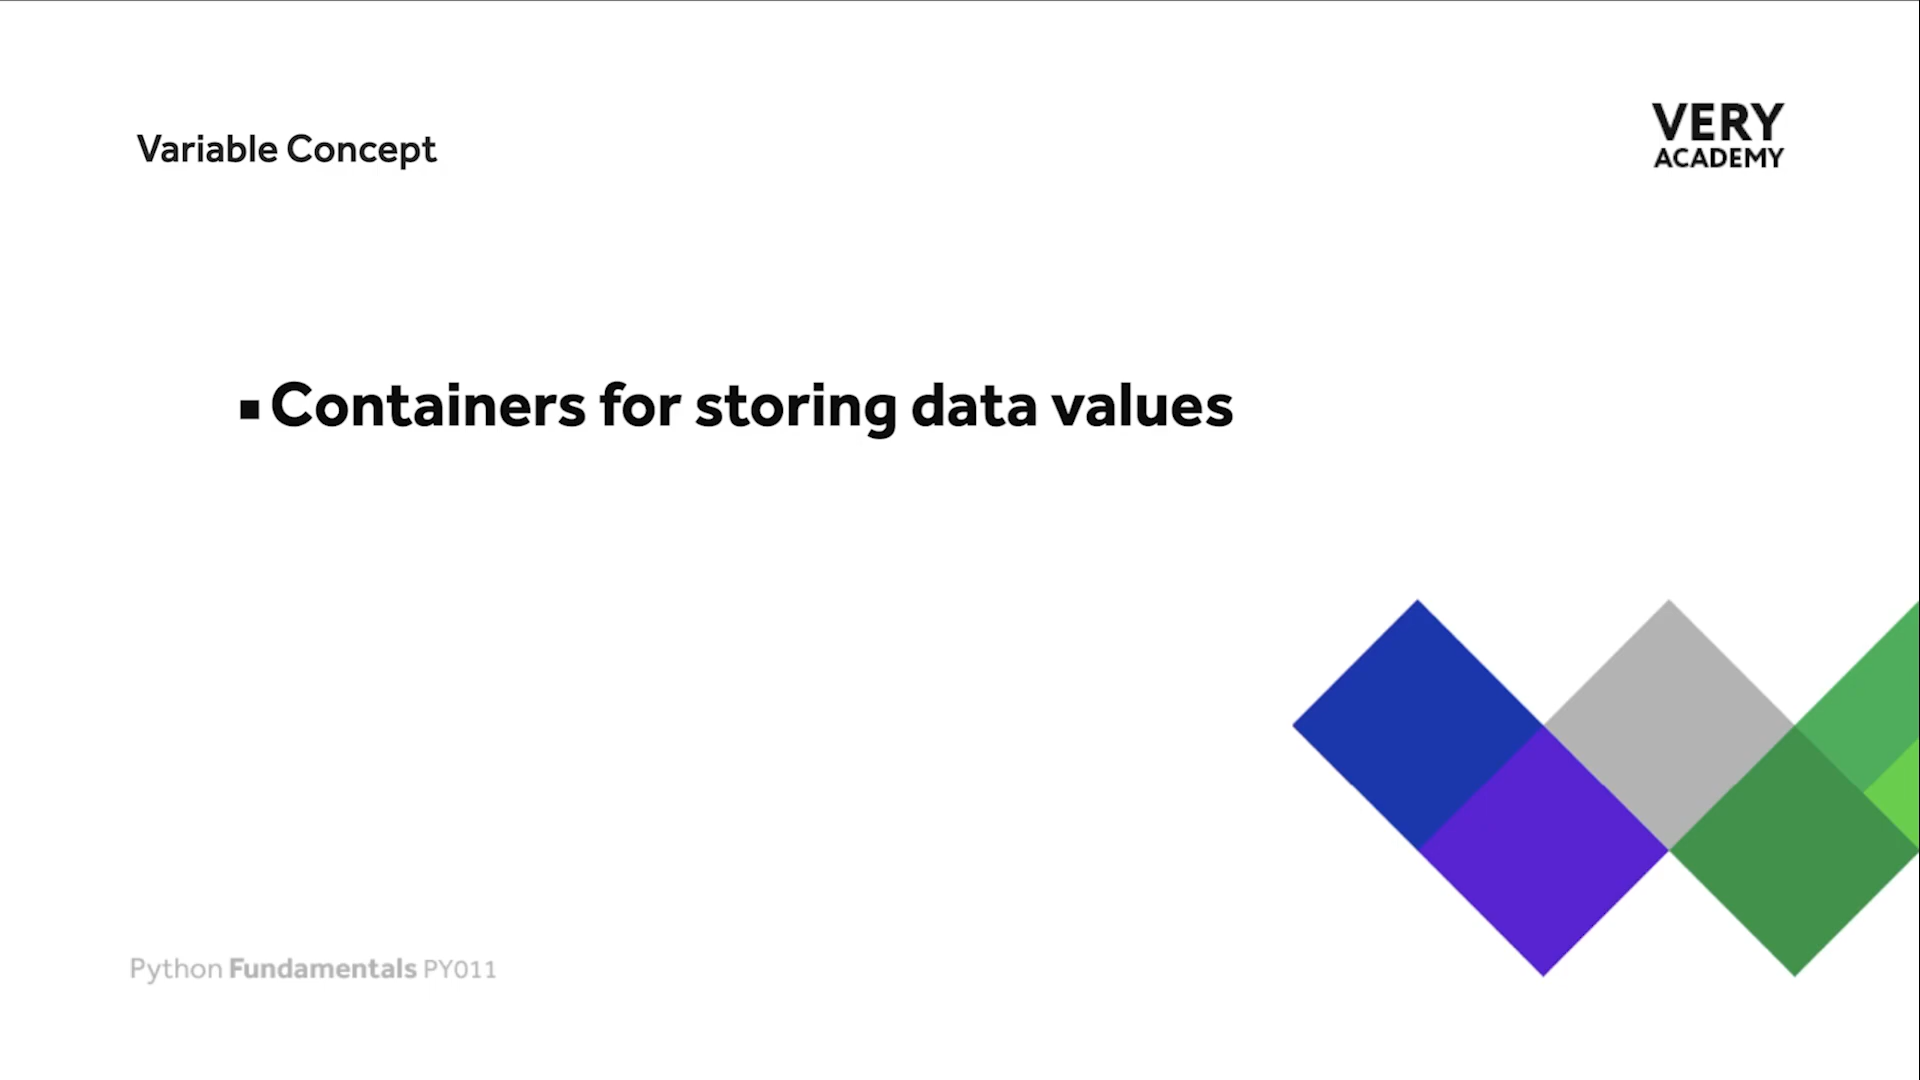 Variable Concept
VERY
ACADEMY
▪Containers for storing data values
Python Fundamentals PY011